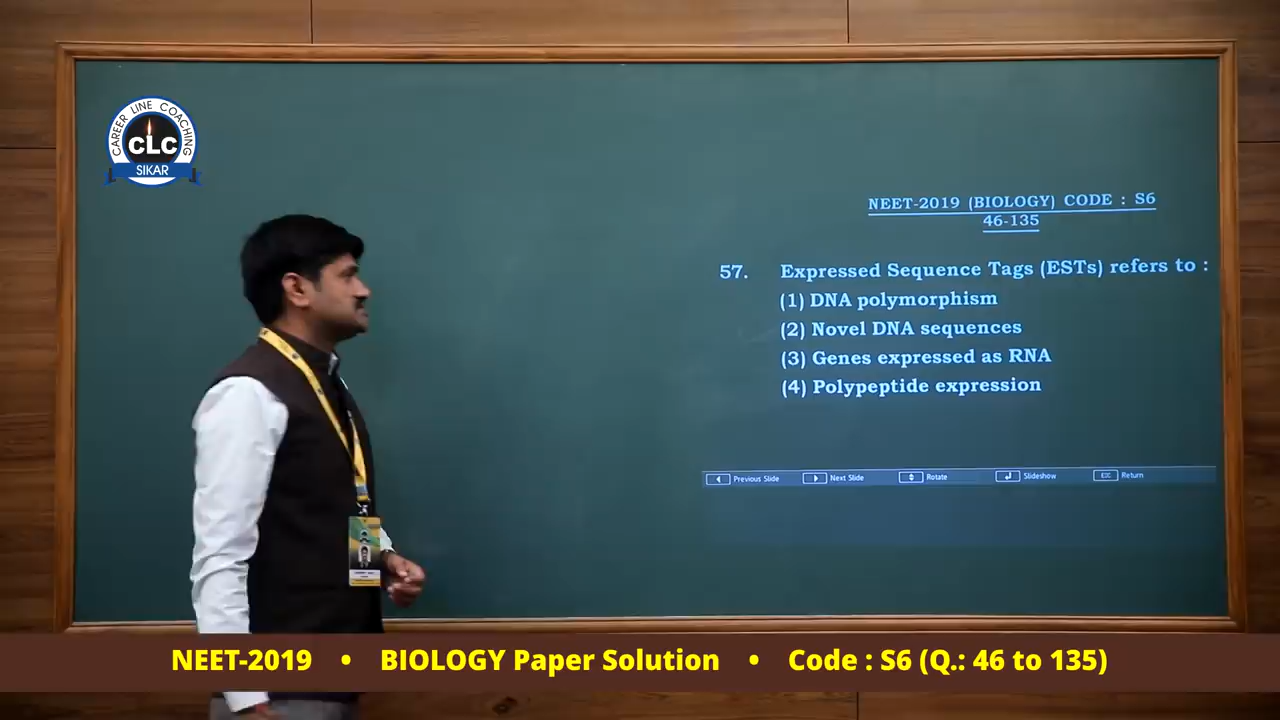 CAREER LINE COACHING
CLC
SIKAR
NEET-2019 (BIOLOGY) CODE : S6
46-135
57. Expressed Sequence Tags (ESTs) refers to :
(1) DNA polymorphism
(2) Novel DNA sequences
(3) Genes expressed as RNA
(4) Polypeptide expression
Previous Slide Next Slide Rotate Slideshow ESC Return
NEET-2019 • BIOLOGY Paper Solution • Code : S6 (Q.: 46 to 135)